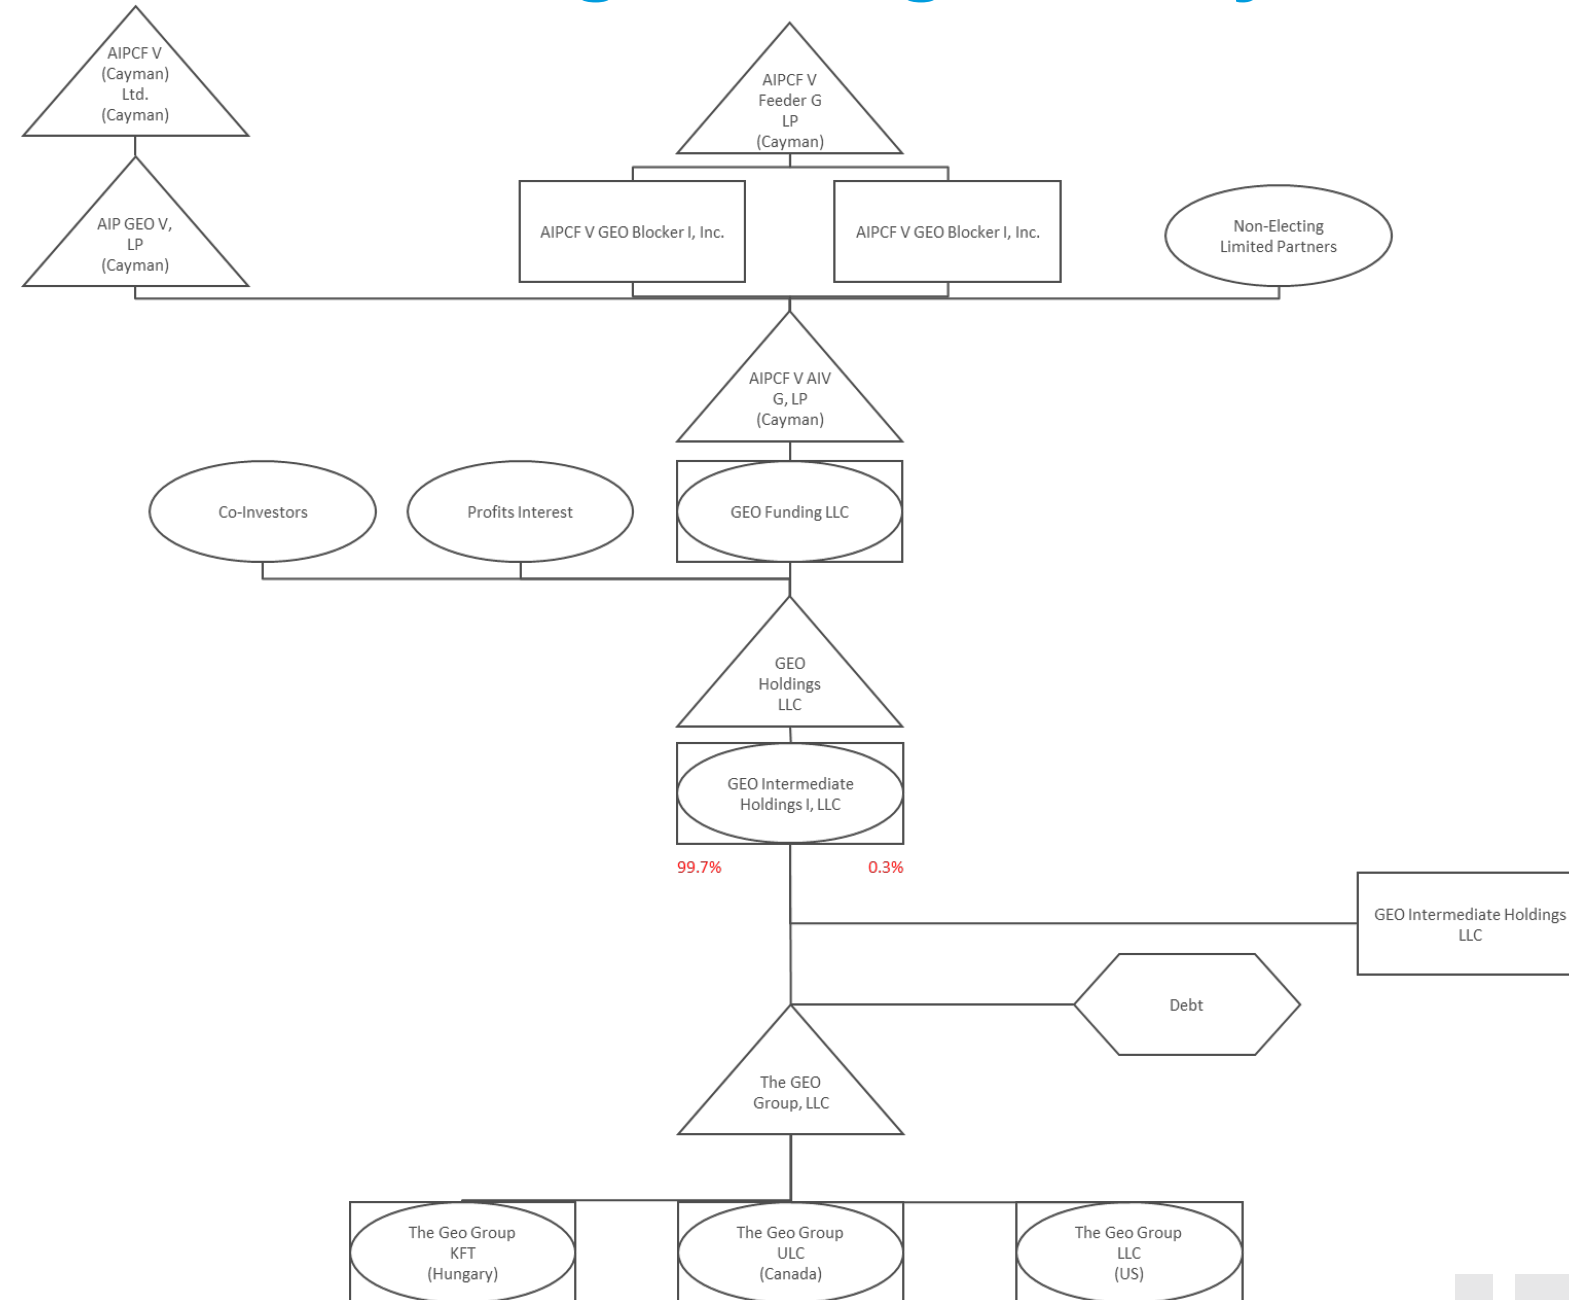 AIPCF V
(Cayman)
Ltd.
(Cayman)
AIPCF V
Feeder G
LP
(Cayman)
AIP GEO V,
LP
(Cayman)
AIPCF V GEO Blocker I, Inc.
AIPCF V GEO Blocker I, Inc.
Non-Electing
Limited Partners
AIPCF V AIV
G, LP
(Cayman)
Co-Investors
Profits Interest
GEO Funding LLC
GEO
Holdings
LLC
GEO Intermediate
Holdings I, LLC
99.7%
0.3%
GEO Intermediate Holdings
LLC
Debt
The GEO
Group, LLC
The Geo Group
KFT
(Hungary)
The Geo Group
ULC
(Canada)
The Geo Group
LLC
(US)